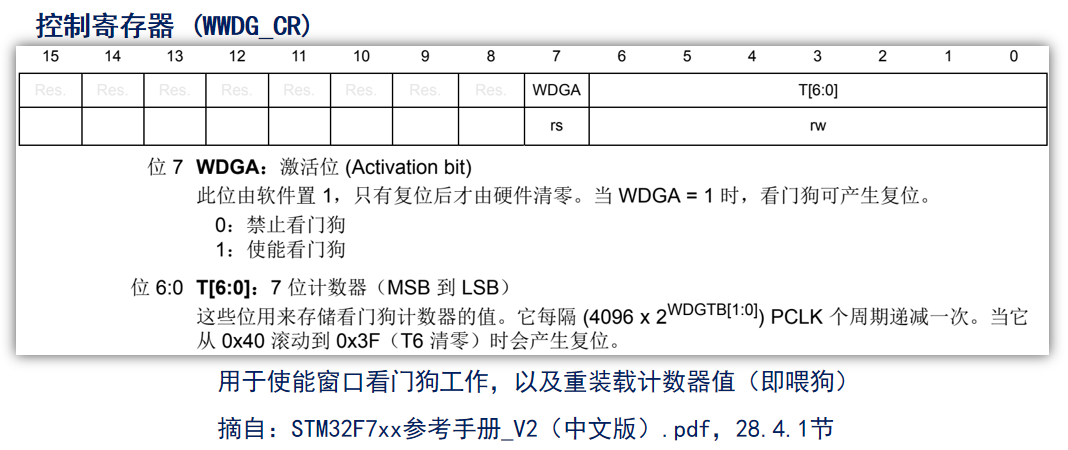 控制寄存器 (WWDG_CR)
15 14 13 12 11 10 9 8 7 6 5 4 3 2 1 0
Res. Res. Res. Res. Res. Res. Res. Res. WDGA T[6:0]
rs rw
位 7 WDGA：激活位 (Activation bit)
此位由软件置 1，只有复位后才由硬件清零。当 WDGA = 1 时，看门狗可产生复位。
0：禁止看门狗
1：使能看门狗
位 6:0 T[6:0]：7 位计数器（MSB 到 LSB）
这些位用来存储看门狗计数器的值。它每隔 (4096 x 2^WDGTB[1:0]) PCLK 个周期递减一次。当它
从 0x40 滚动到 0x3F（T6 清零）时会产生复位。
用于使能窗口看门狗工作，以及重装载计数器值（即喂狗）
摘自：STM32F7xx参考手册_V2（中文版）.pdf，28.4.1节